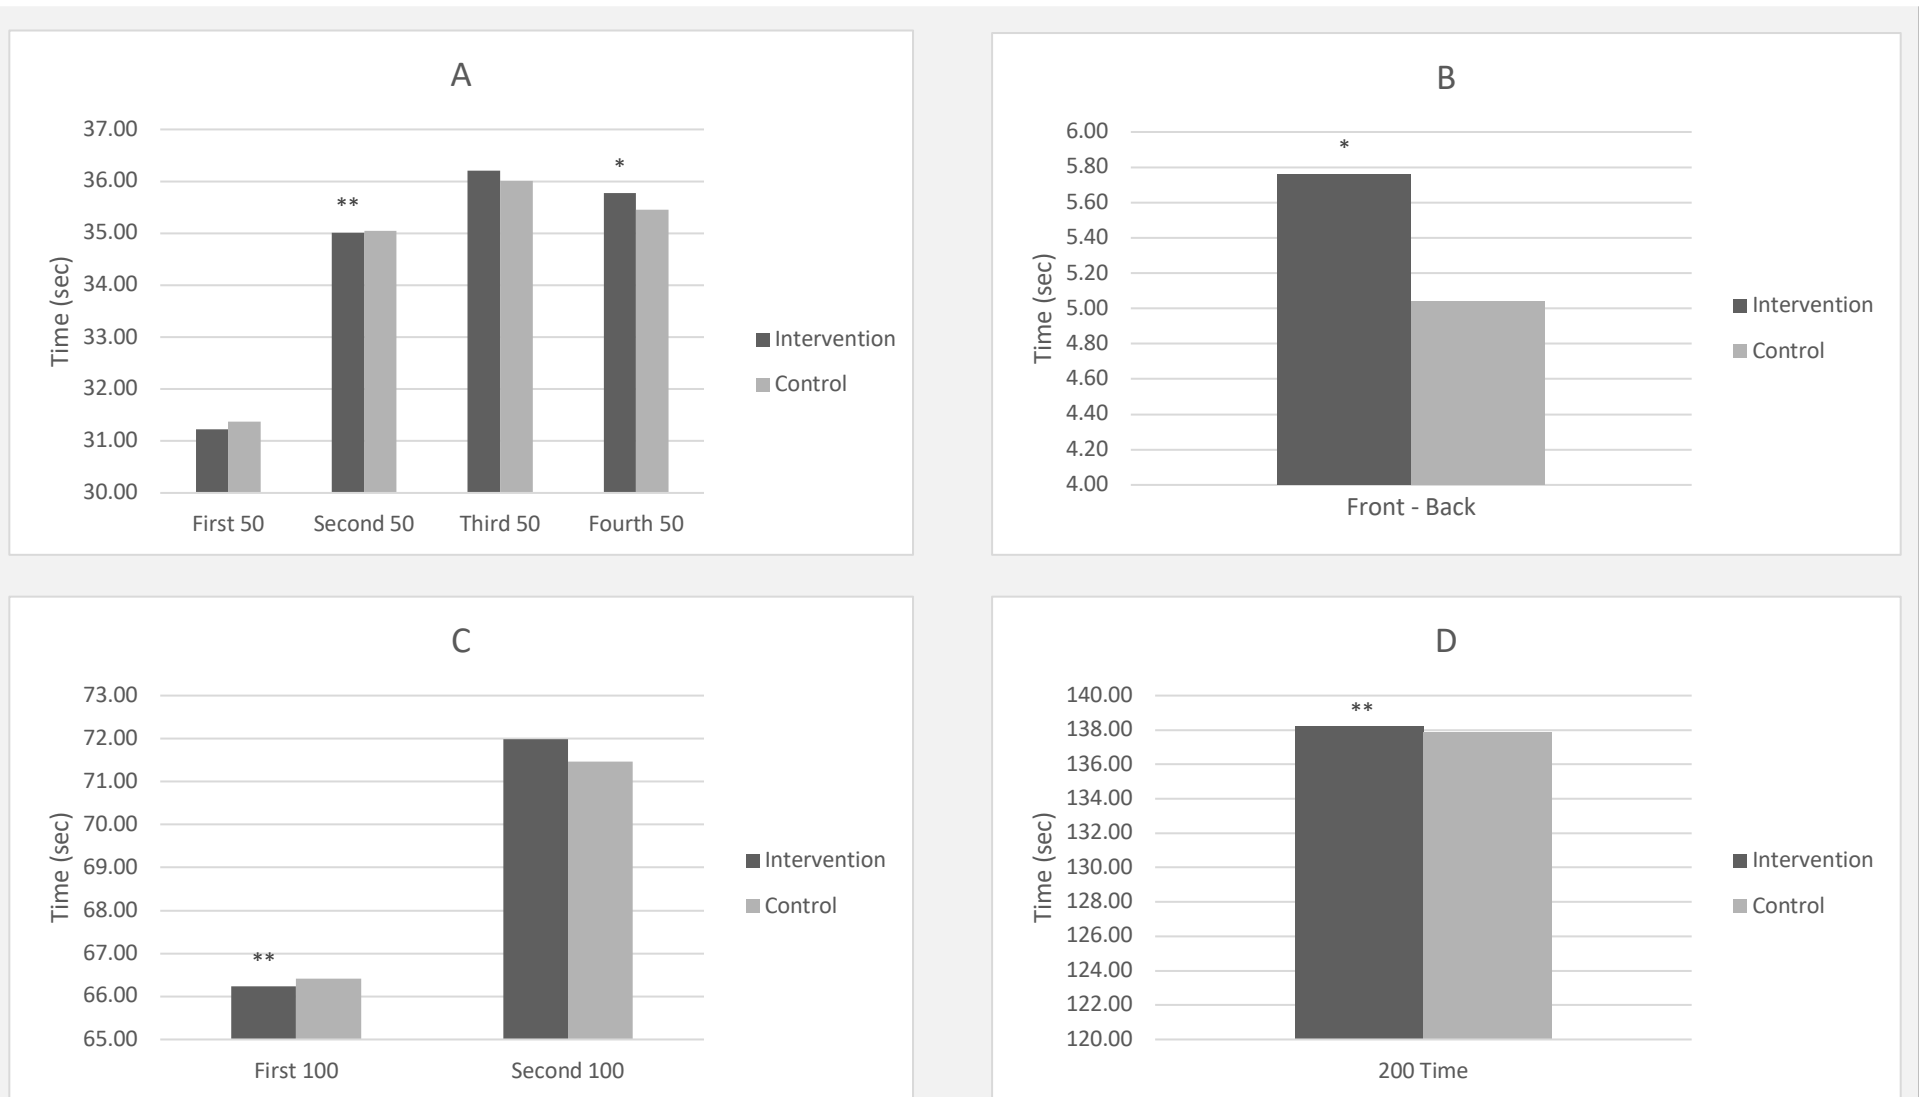 A
37.00
36.00
35.00
34.00
33.00
32.00
31.00
30.00
Time (sec)
**
*
First 50 Second 50 Third 50 Fourth 50
Intervention
Control
B
6.00
5.80
5.60
5.40
5.20
5.00
4.80
4.60
4.40
4.20
4.00
Time (sec)
*
Front - Back
Intervention
Control
C
73.00
72.00
71.00
70.00
69.00
68.00
67.00
66.00
65.00
Time (sec)
**
First 100 Second 100
Intervention
Control
D
140.00
138.00
136.00
134.00
132.00
130.00
128.00
126.00
124.00
122.00
120.00
Time (sec)
**
200 Time
Intervention
Control